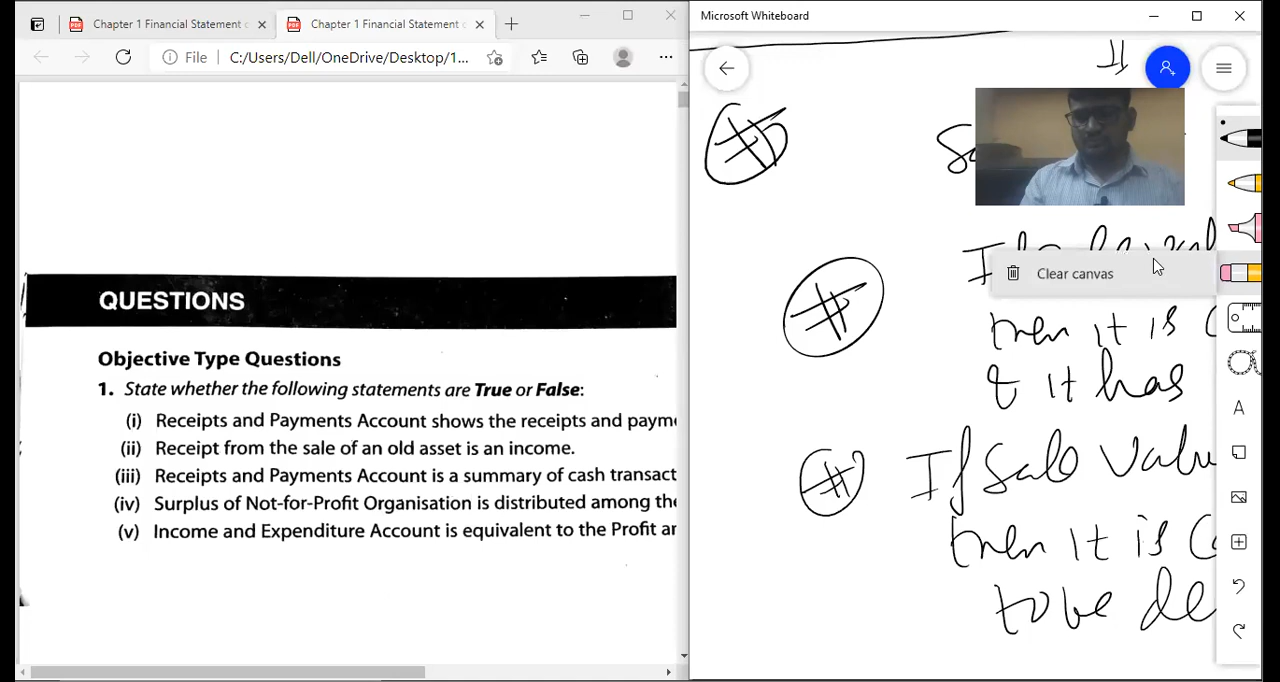 Chapter 1 Financial Statement
Chapter 1 Financial Statement
File
C:/Users/Dell/OneDrive/Desktop/1...
QUESTIONS
Objective Type Questions
1. State whether the following statements are True or False:
(i) Receipts and Payments Account shows the receipts and paym
(ii) Receipt from the sale of an old asset is an income.
(iii) Receipts and Payments Account is a summary of cash transact
(iv) Surplus of Not-for-Profit Organisation is distributed among the
(v) Income and Expenditure Account is equivalent to the Profit ar
Microsoft Whiteboard
Clear canvas
then it is
& it has
If Sale Valu
then it is
to be de
A